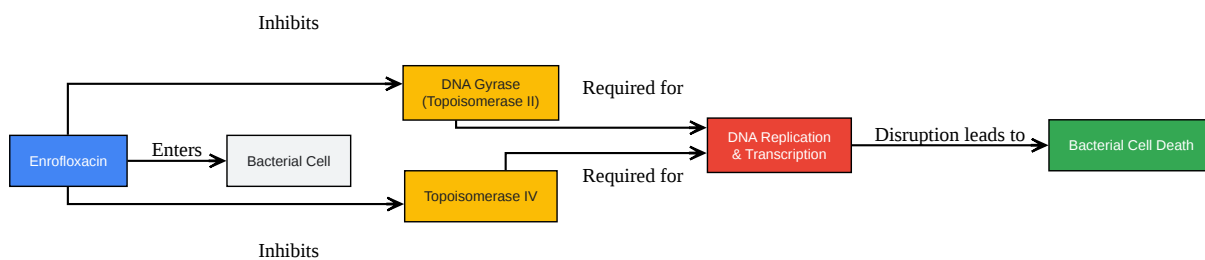 Inhibits
DNA Gyrase
(Topoisomerase II)
Required for
Enrofloxacin
Enters
Bacterial Cell
DNA Replication
& Transcription
Disruption leads to
Bacterial Cell Death
Topoisomerase IV
Required for
Inhibits